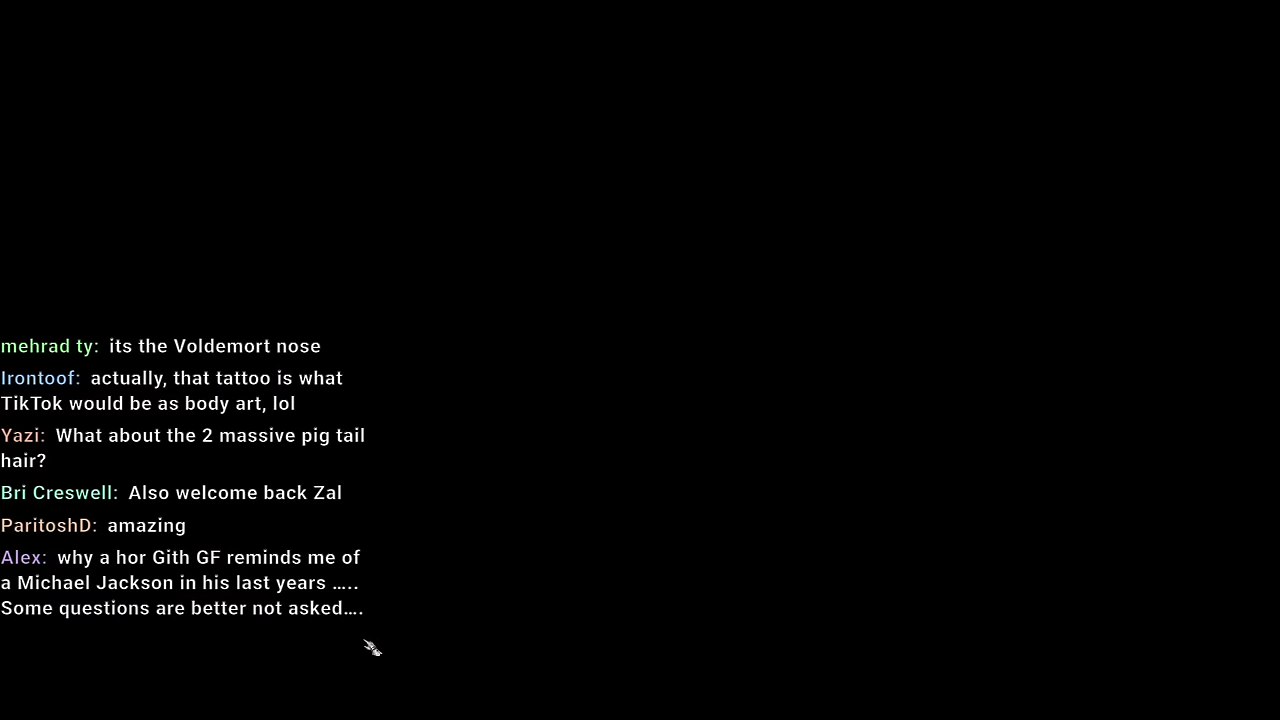 mehrad ty: its the Voldemort nose
Irontoof: actually, that tattoo is what
TikTok would be as body art, lol
Yazi: What about the 2 massive pig tail
hair?
Bri Creswell: Also welcome back Zal
ParitoshD: amazing
Alex: why a hor Gith GF reminds me of
a Michael Jackson in his last years …..
Some questions are better not asked….